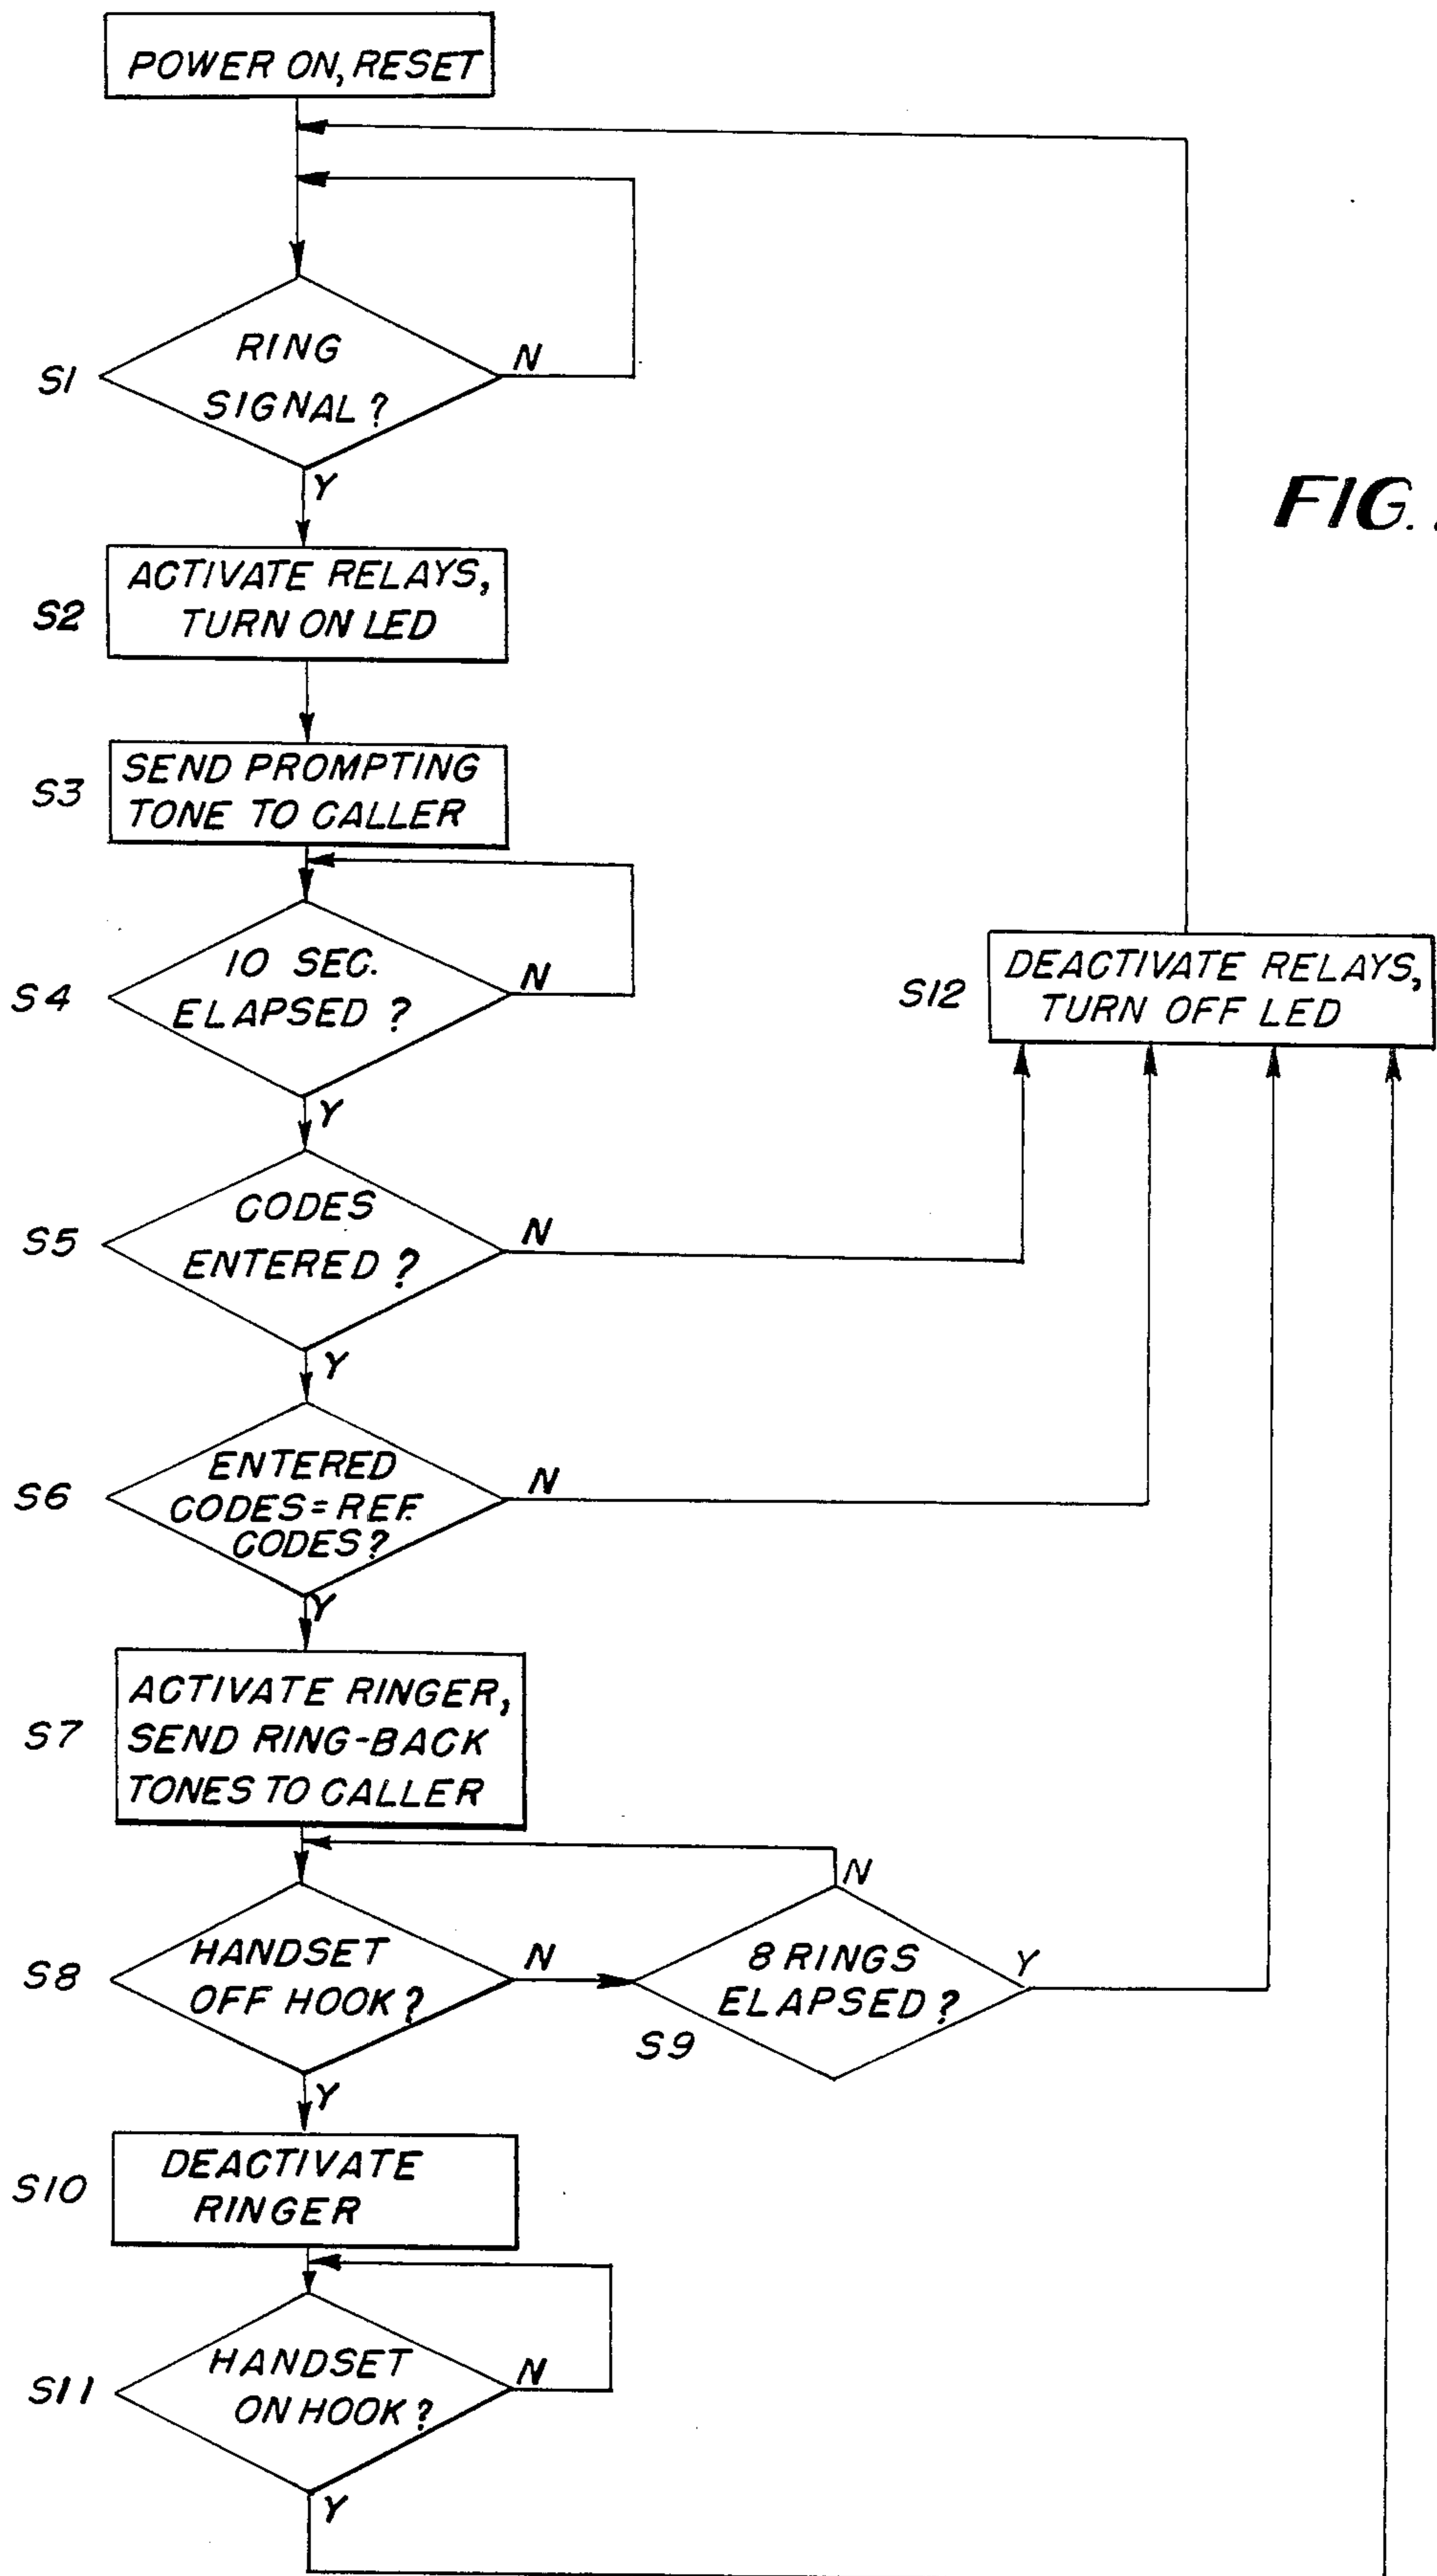 POWER ON, RESET
RING
SIGNAL?
S1
N
Y
FIG.
ACTIVATE RELAYS,
TURN ON LED
S2
SEND PROMPTING
TONE TO CALLER
S3
10 SEC.
ELAPSED?
S4
N
Y
DEACTIVATE RELAYS,
TURN OFF LED
S12
CODES
ENTERED?
S5
N
Y
ENTERED
CODES=REF.
CODES?
S6
N
Y
ACTIVATE RINGER,
SEND RING-BACK
TONES TO CALLER
S7
HANDSET
OFF HOOK?
S8
N
Y
8 RINGS
ELAPSED?
S9
N
Y
DEACTIVATE
RINGER
S10
HANDSET
ON HOOK?
S11
N
Y